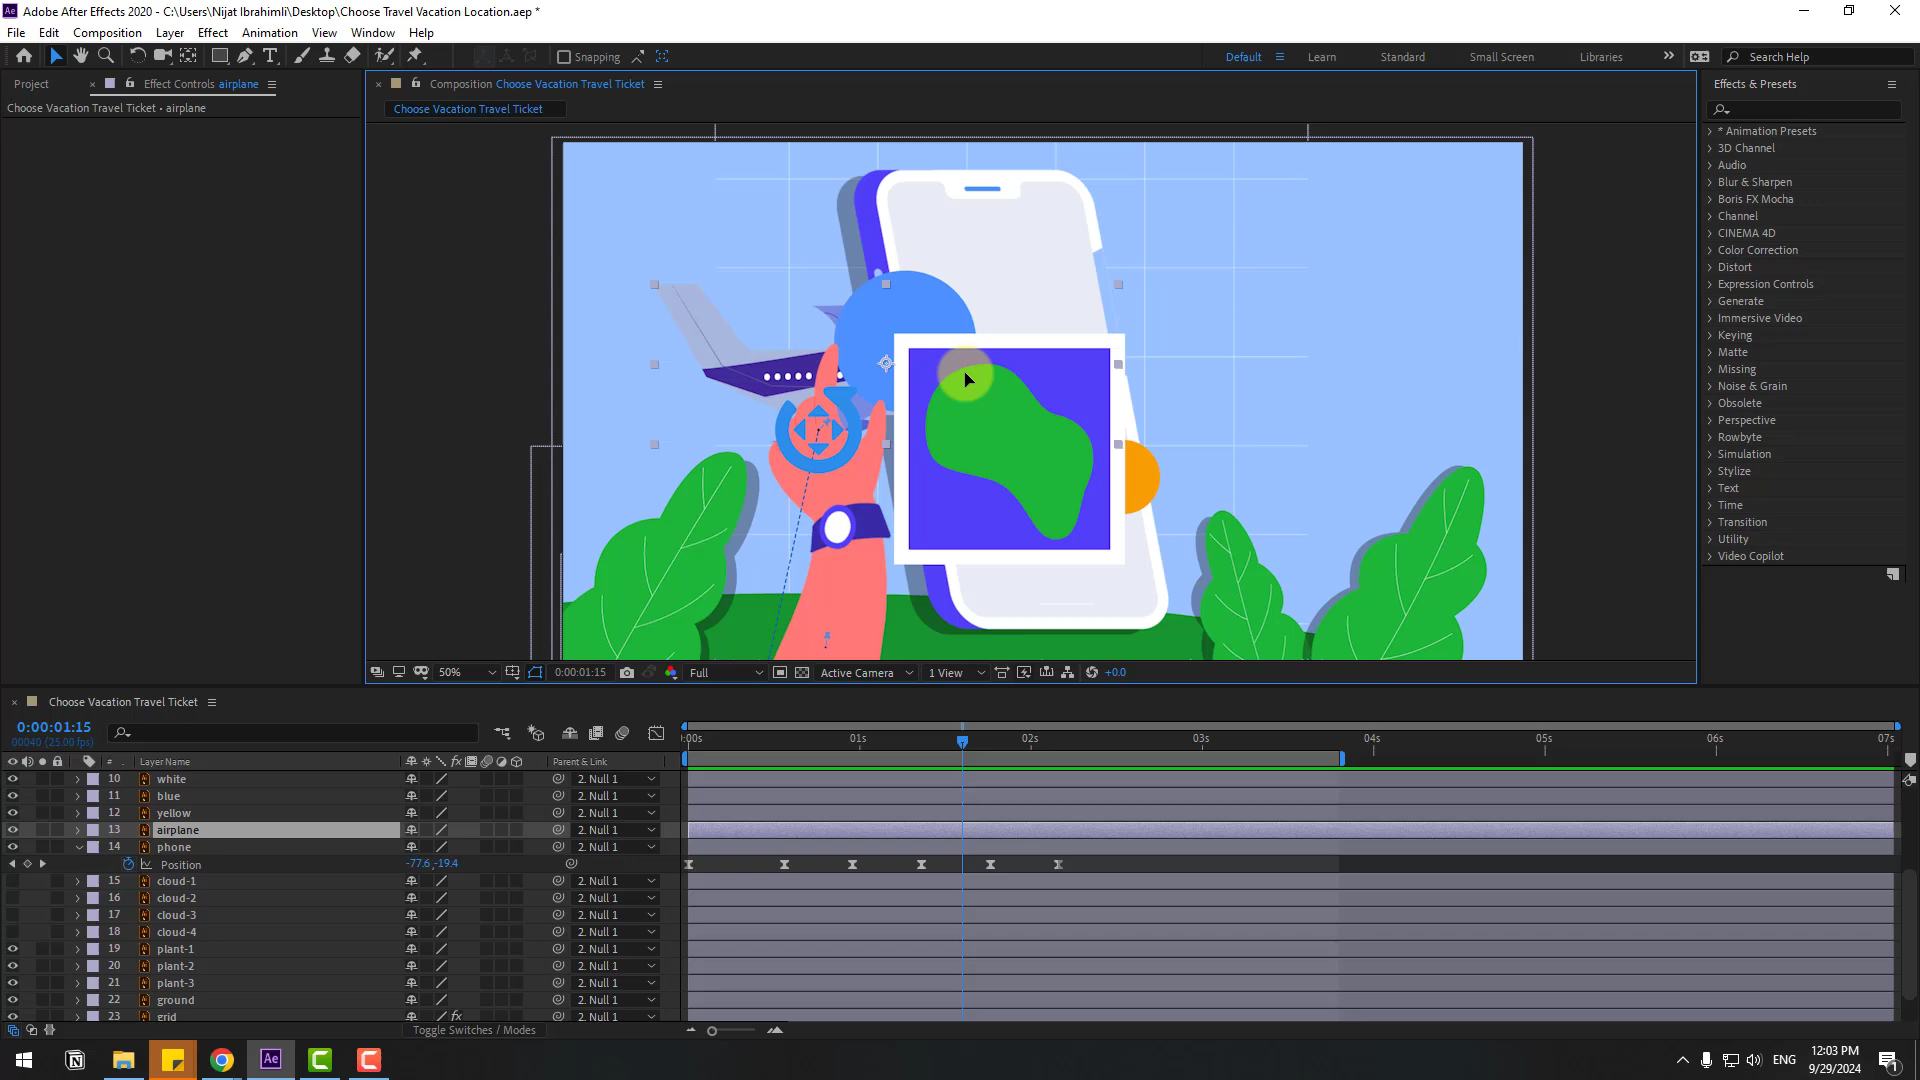 Adobe After Effects 2020 - C:\Users\Nijat Ibrahimli\Desktop\Choose Travel Vacation Location.aep *
File Edit Composition Layer Effect Animation View Window Help
Snapping Default Learn Standard Small Screen Libraries Search Help
Project Effect Controls airplane Composition Choose Vacation Travel Ticket Effects & Presets
Choose Vacation Travel Ticket • airplane Choose Vacation Travel Ticket
* Animation Presets
3D Channel
Audio
Blur & Sharpen
Boris FX Mocha
Channel
CINEMA 4D
Color Correction
Distort
Expression Controls
Generate
Immersive Video
Keying
Matte
Missing
Noise & Grain
Obsolete
Perspective
Rowbyte
Simulation
Stylize
Text
Time
Transition
Utility
Video Copilot
50% 0:00:01:15 Full Active Camera 1 View +0.0
Choose Vacation Travel Ticket
0:00:01:15
00040 (25.00 fps)
:00s 01s 02s 03s 04s 05s 06s 07s
# Layer Name Parent & Link
10 white 2. Null 1
11 blue 2. Null 1
12 yellow 2. Null 1
13 airplane 2. Null 1
14 phone 2. Null 1
Position -77.6,-19.4
15 cloud-1 2. Null 1
16 cloud-2 2. Null 1
17 cloud-3 2. Null 1
18 cloud-4 2. Null 1
19 plant-1 2. Null 1
20 plant-2 2. Null 1
21 plant-3 2. Null 1
22 ground 2. Null 1
23 grid 2. Null 1
Toggle Switches / Modes
ENG 12:03 PM
9/29/2024